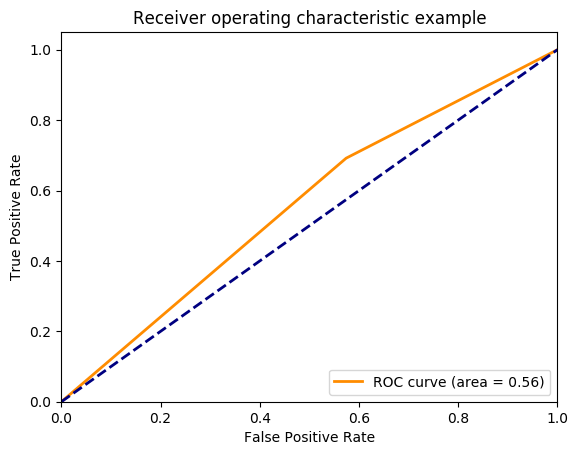 Receiver operating characteristic example
True Positive Rate
1.0
0.8
0.6
0.4
0.2
0.0
ROC curve (area = 0.56)
0.0 0.2 0.4 0.6 0.8 1.0
False Positive Rate